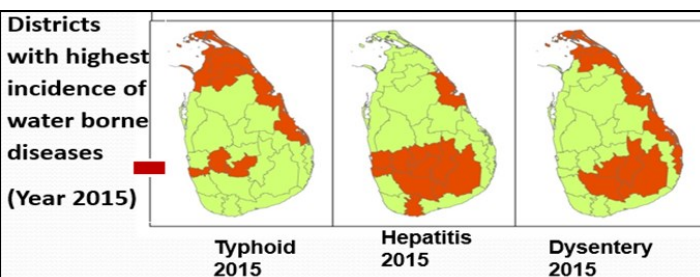 Districts
with highest
incidence of
water borne
diseases
(Year 2015)
Typhoid
2015
Hepatitis
2015
Dysentery
2015